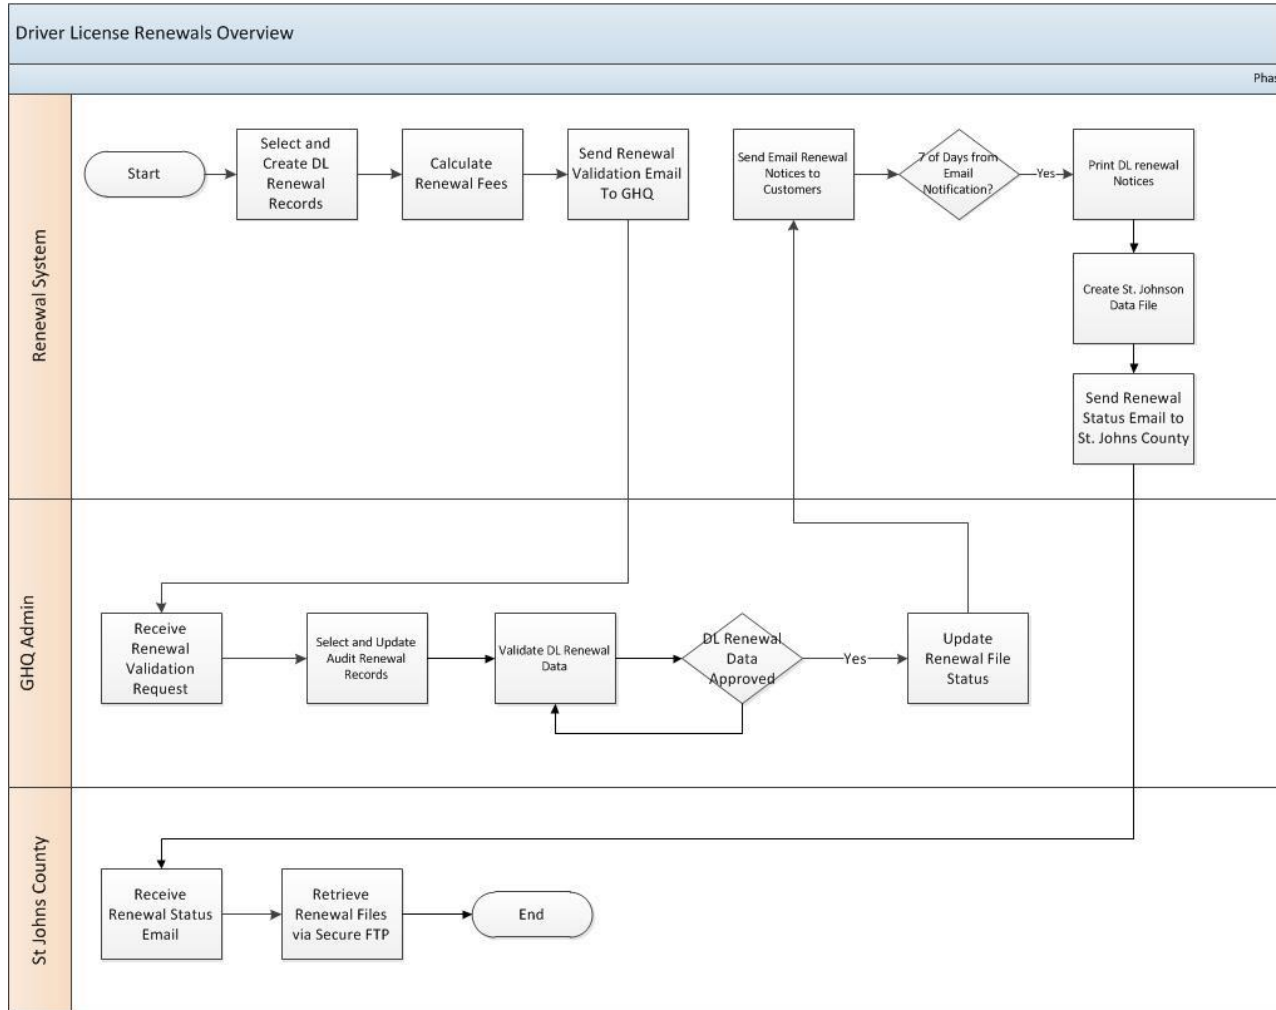 Driver License Renewals Overview
Phas
Renewal System
Start
Select and
Create DL
Renewal
Records
Calculate
Renewal Fees
Send Renewal
Validation Email
To GHQ
Send Email Renewal
Notices to
Customers
7 of Days from
Email
Notification?
Yes
Print DL renewal
Notices
Create St. Johnson
Data File
Send Renewal
Status Email to
St. Johns County
GHQ Admin
Receive
Renewal
Validation
Request
Select and Update
Audit Renewal
Records
Validate DL Renewal
Data
DL Renewal
Data
Approved
Yes
Update
Renewal File
Status
St Johns County
Receive
Renewal Status
Email
Retrieve
Renewal Files
via Secure FTP
End